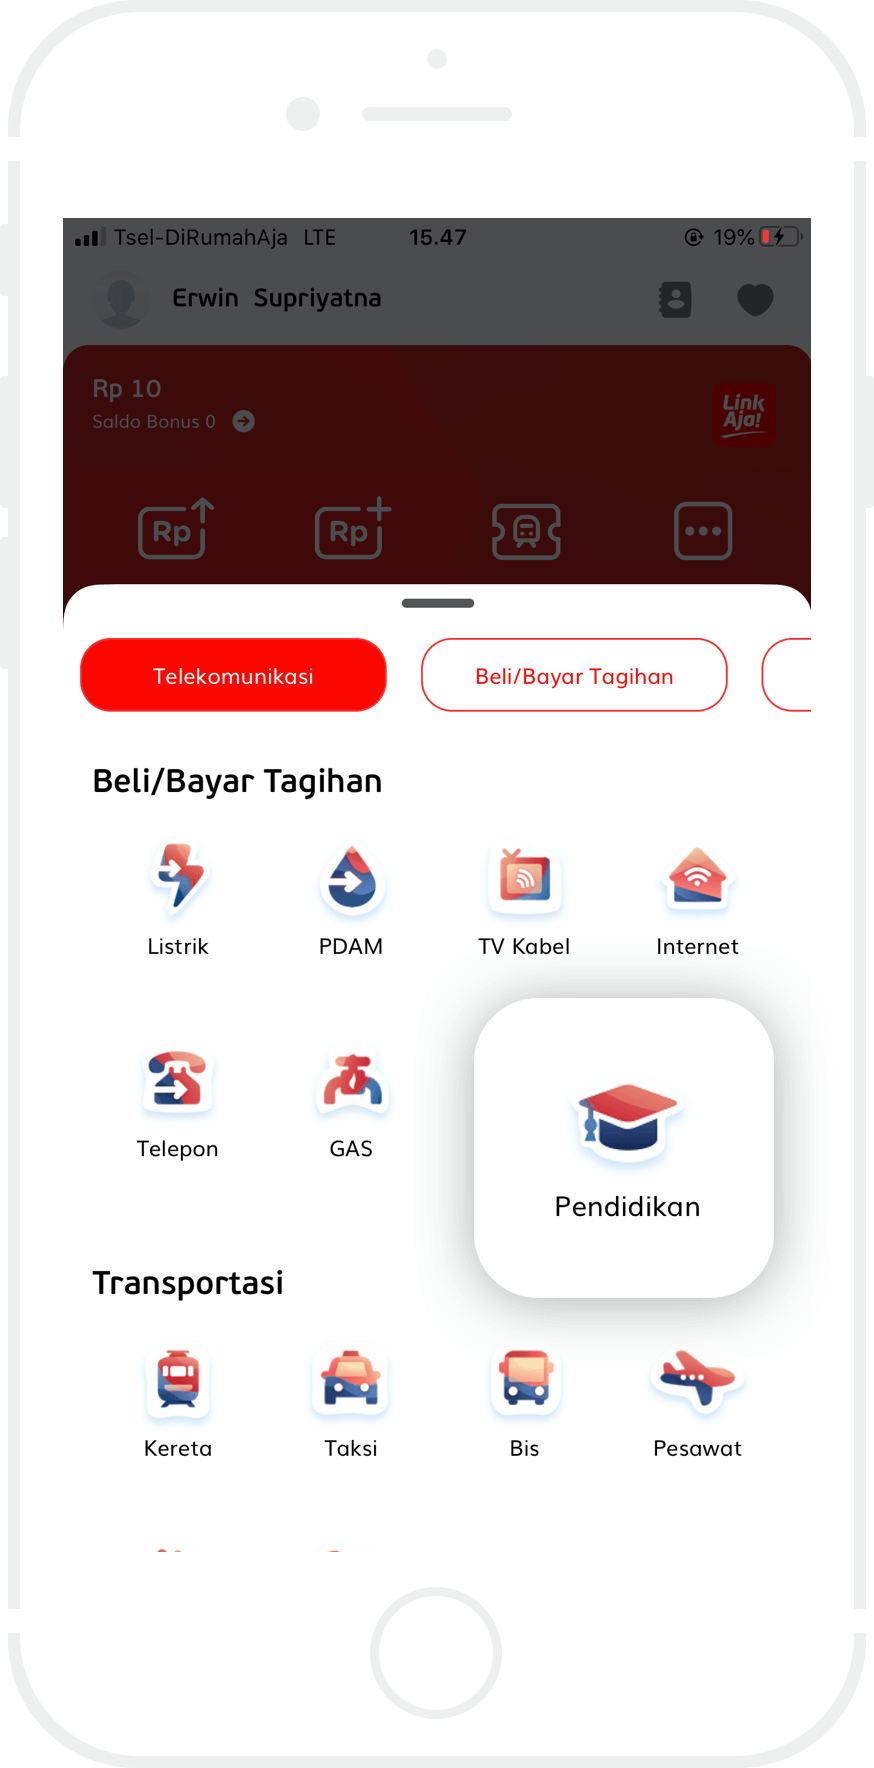 Tsel-DiRumahAja LTE 15.47 19%
Erwin Supriyatna
Rp 10
Saldo Bonus 0
Link
Aja!
Rp Rp
Telekomunikasi Beli/Bayar Tagihan
Beli/Bayar Tagihan
Listrik PDAM TV Kabel Internet
Telepon GAS
Pendidikan
Transportasi
Kereta Taksi Bis Pesawat